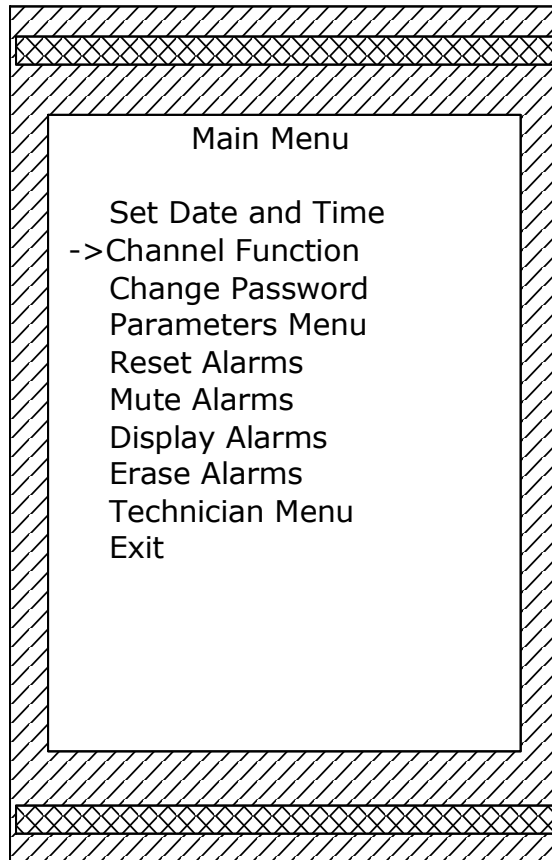 Main Menu
Set Date and Time
->Channel Function
Change Password
Parameters Menu
Reset Alarms
Mute Alarms
Display Alarms
Erase Alarms
Technician Menu
Exit